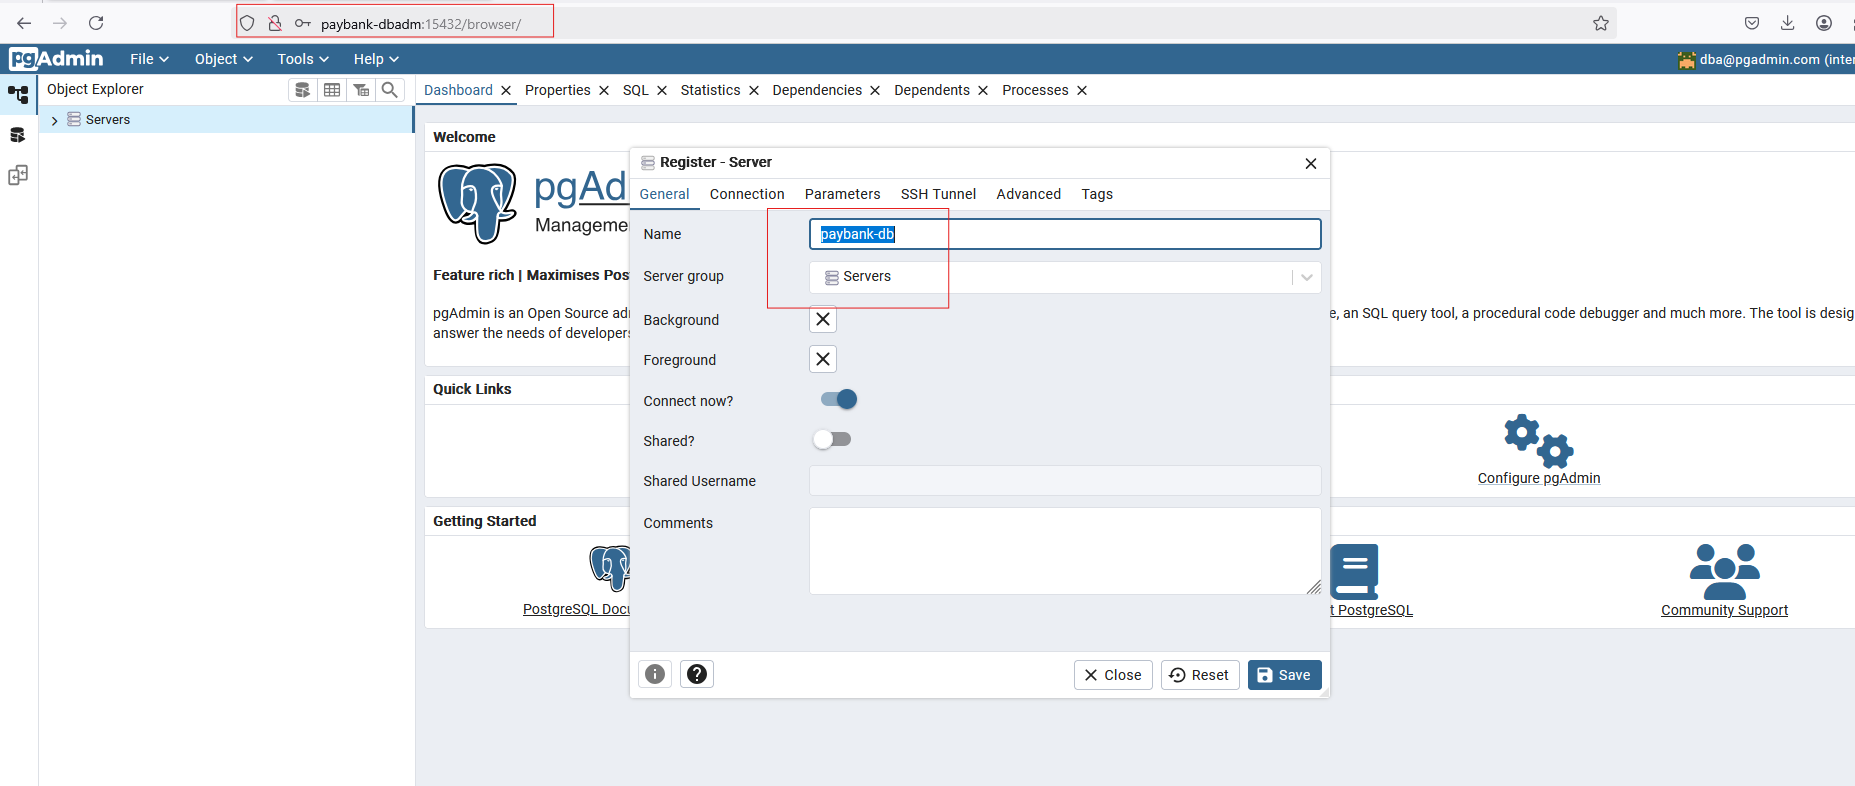 paybank-dbadm:15432/browser/
pgAdmin File Object Tools Help dba@pgadmin.com (inter
Object Explorer
Dashboard Properties SQL Statistics Dependencies Dependents Processes
Servers
Welcome
Register - Server
General Connection Parameters SSH Tunnel Advanced Tags
pgAd
Manageme
Name paybank-db
Server group Servers
Feature rich | Maximises Pos
Background
pgAdmin is an Open Source ad
e, an SQL query tool, a procedural code debugger and much more. The tool is desig
answer the needs of developers
Foreground
Quick Links
Connect now?
Shared?
Shared Username
Configure pgAdmin
Getting Started
Comments
PostgreSQL Docu
t PostgreSQL
Community Support
Close Reset Save